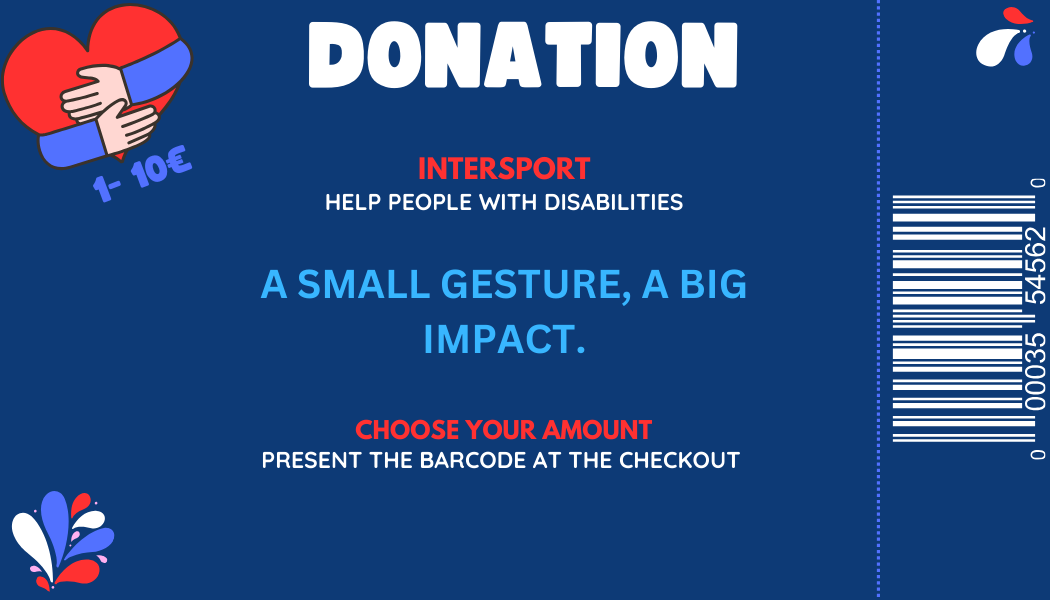 DONATION
1- 10€
INTERSPORT
HELP PEOPLE WITH DISABILITIES
A SMALL GESTURE, A BIG
IMPACT.
CHOOSE YOUR AMOUNT
PRESENT THE BARCODE AT THE CHECKOUT
0 00035 54562 0